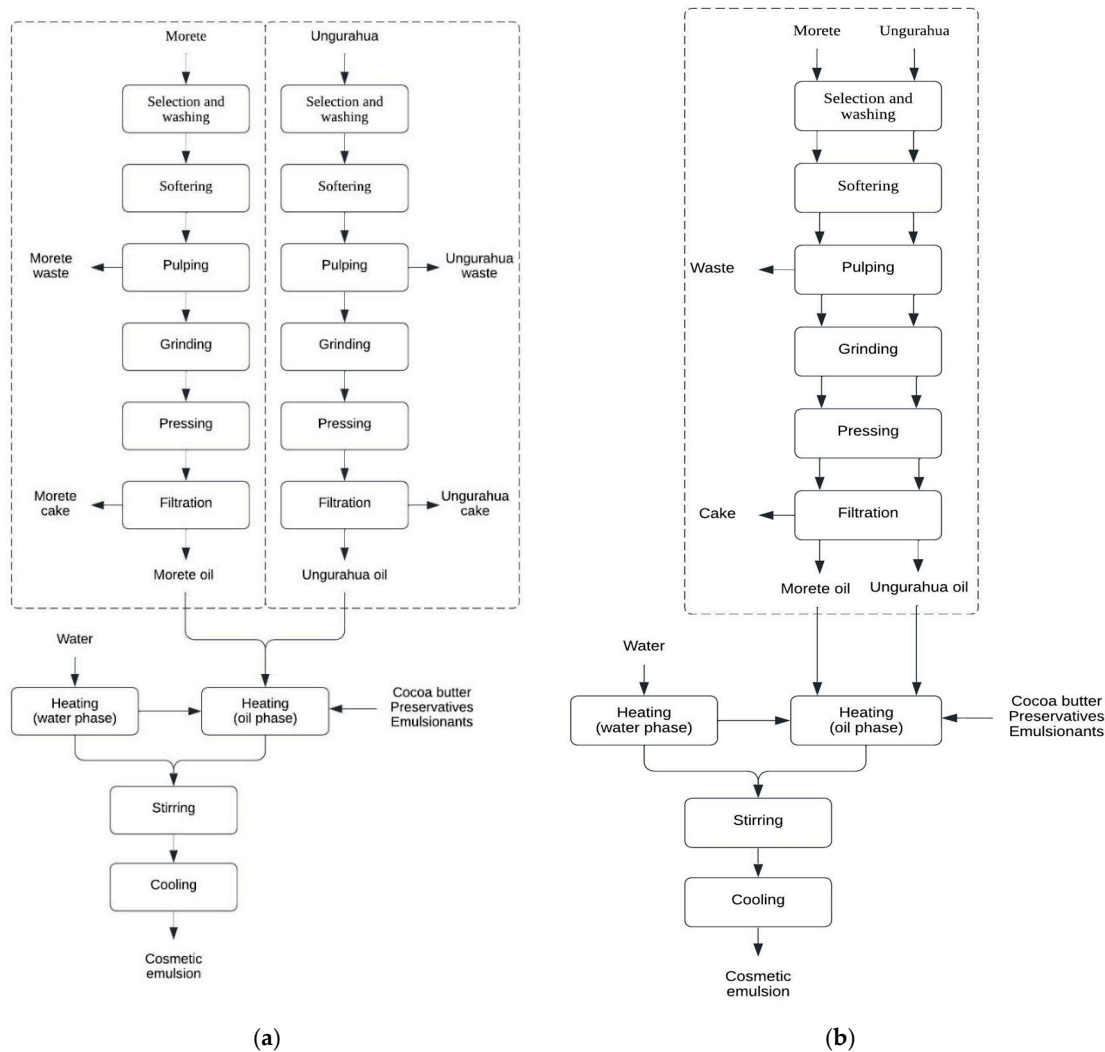 Morete
Ungurahua
Selection and
washing
Selection and
washing
Softering
Softering
Morete
waste
Pulping
Pulping
Ungurahua
waste
Grinding
Grinding
Pressing
Pressing
Morete
cake
Filtration
Filtration
Ungurahua
cake
Morete oil
Ungurahua oil
Water
Heating
(water phase)
Heating
(oil phase)
Cocoa butter
Preservatives
Emulsionants
Stirring
Cooling
Cosmetic
emulsion
(a)
Morete
Ungurahua
Selection and
washing
Softering
Waste
Pulping
Grinding
Pressing
Cake
Filtration
Morete oil
Ungurahua oil
Water
Heating
(water phase)
Heating
(oil phase)
Cocoa butter
Preservatives
Emulsionants
Stirring
Cooling
Cosmetic
emulsion
(b)